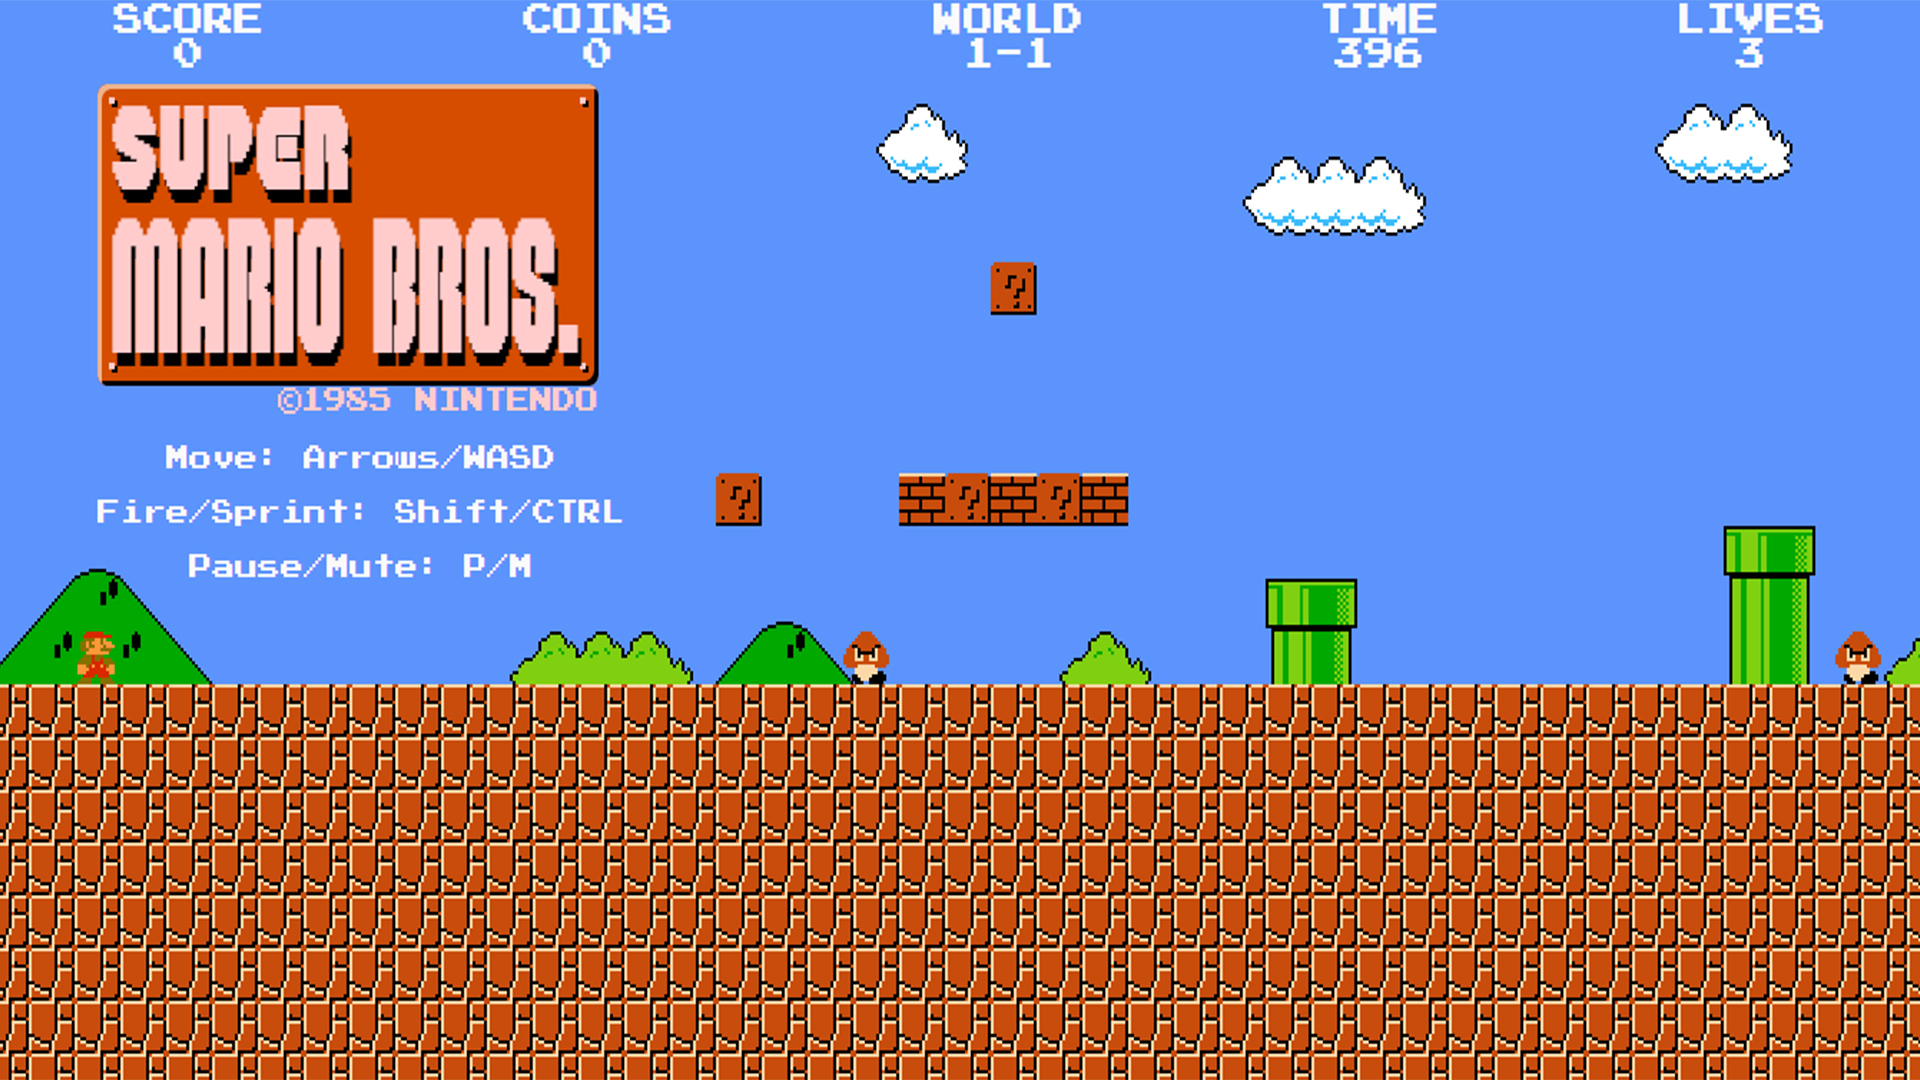 SCORE COINS WORLD TIME LIVES
0 0 1-1 396 3
SUPER
MARIO BROS.
©1985 NINTENDO
Move: Arrows/WASD
Fire/Sprint: Shift/CTRL
Pause/Mute: P/M
?
?
? ?